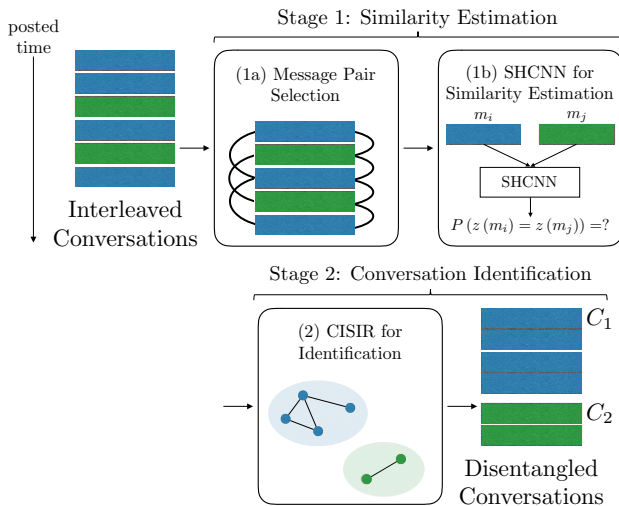 Stage 1: Similarity Estimation
posted
time
(1a) Message Pair
Selection
(1b) SHCNN for
Similarity Estimation
m_i
m_j
SHCNN
P (z (m_i) = z (m_j)) =?
Interleaved
Conversations
Stage 2: Conversation Identification
(2) CISIR for
Identification
C_1
C_2
Disentangled
Conversations